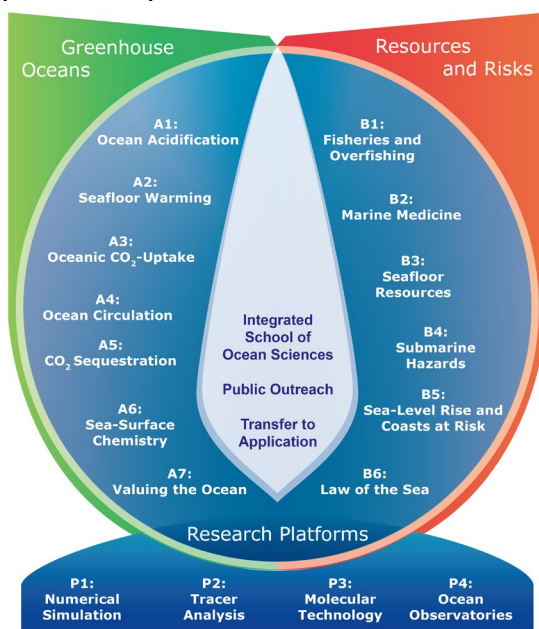 Greenhouse
Oceans
Resources
and Risks
A1:
Ocean Acidification
A2:
Seafloor Warming
A3:
Oceanic CO₂-Uptake
A4:
Ocean Circulation
A5:
CO₂ Sequestration
A6:
Sea-Surface
Chemistry
A7:
Valuing the Ocean
Integrated
School of
Ocean Sciences
Public Outreach
Transfer to
Application
B1:
Fisheries and
Overfishing
B2:
Marine Medicine
B3:
Seafloor
Resources
B4:
Submarine
Hazards
B5:
Sea-Level Rise and
Coasts at Risk
B6:
Law of the Sea
Research Platforms
P1:
Numerical
Simulation
P2:
Tracer
Analysis
P3:
Molecular
Technology
P4:
Ocean
Observatories